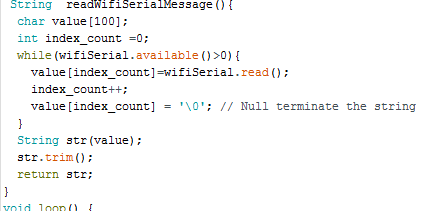 String  readWifiSerialMessage(){
char value[100];
int index_count =0;
while(wifiSerial.available()>0){
value[index_count]=wifiSerial.read();
index_count++;
value[index_count] = '\0'; // Null terminate the string
}
String str(value);
str.trim();
return str;
}
void loop() {